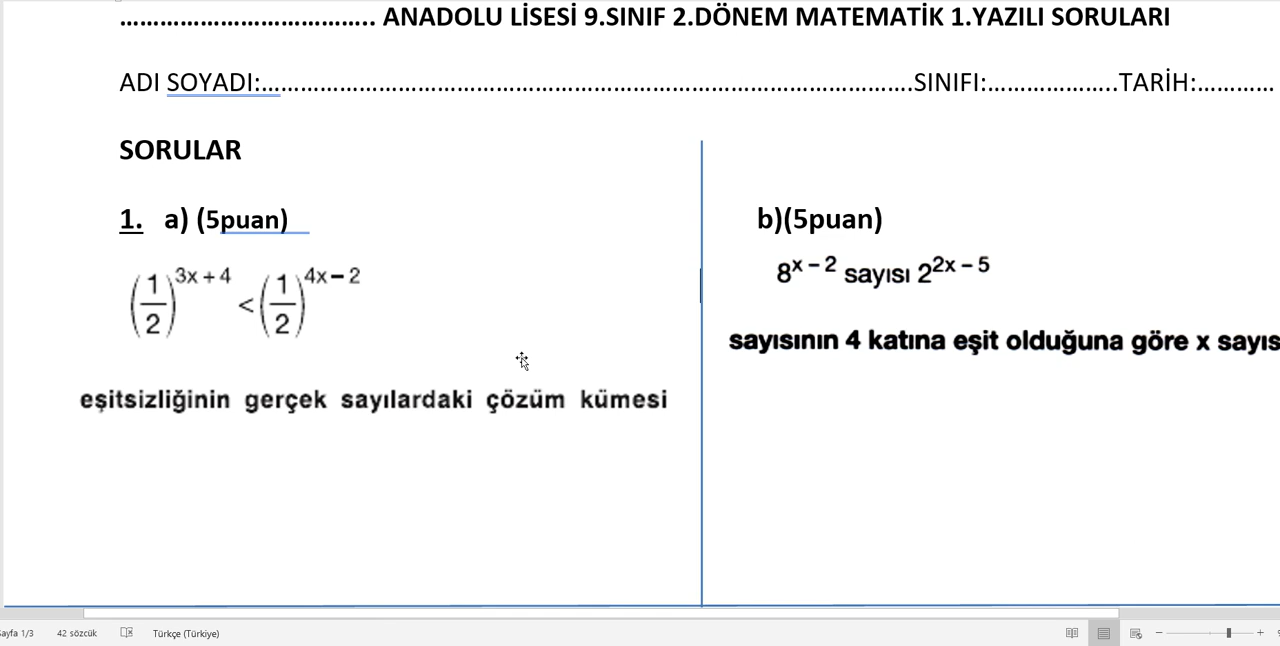 ………………………………….. ANADOLU LİSESİ 9.SINIF 2.DÖNEM MATEMATİK 1.YAZILI SORULARI
ADI SOYADI:……………………………………………………………………………………….SINIFI:………………..TARİH:…………
SORULAR
1. a) (5puan)
(1/2)^(3x+4) < (1/2)^(4x−2)
eşitsizliğinin gerçek sayılardaki çözüm kümesi
b)(5puan)
8^(x−2) sayısı 2^(2x−5)
sayısının 4 katına eşit olduğuna göre x
Sayfa 1/3 42 sözcük Türkçe (Türkiye)